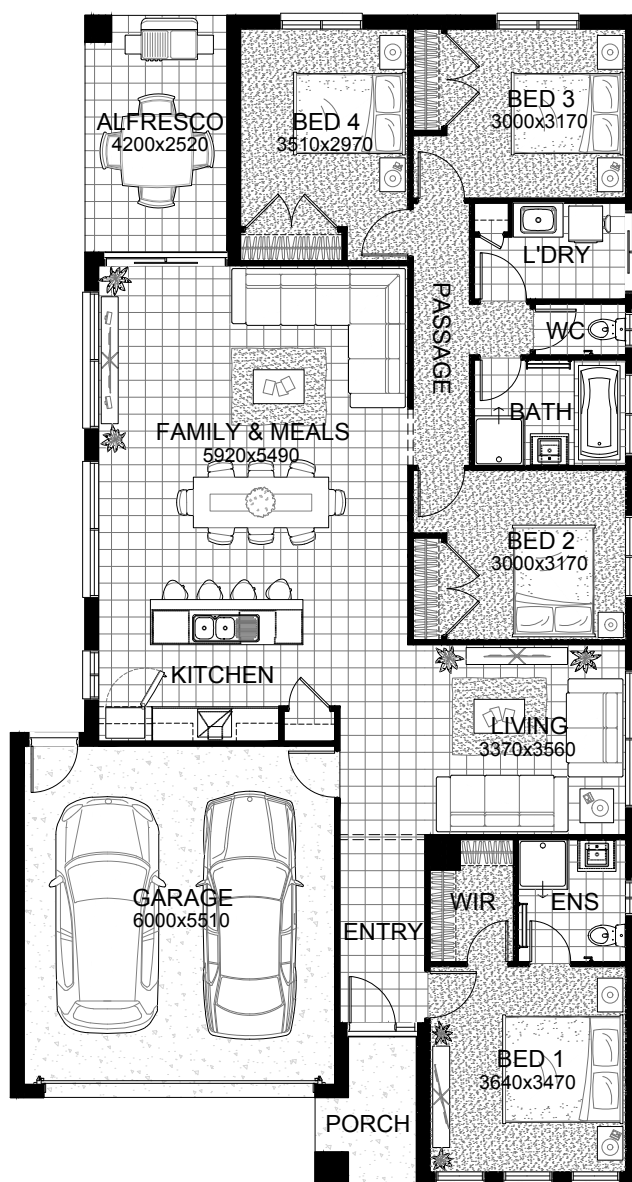 ALFRESCO
4200x2520
BED 4
3510x2970
BED 3
3000x3170
L'DRY
WC
PASSAGE
BATH
FAMILY & MEALS
5920x5490
BED 2
3000x3170
KITCHEN
LIVING
3370x3560
GARAGE
6000x5510
WIR
ENS
ENTRY
BED 1
3640x3470
PORCH